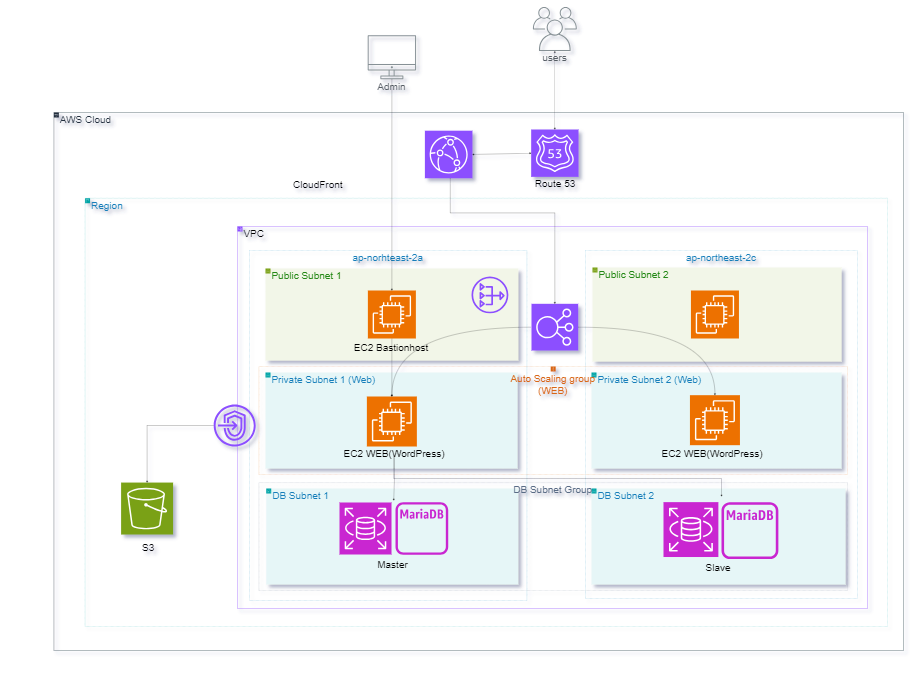 users
Admin
AWS Cloud
53
Route 53
CloudFront
Region
VPC
ap-norhteast-2a
ap-northeast-2c
Public Subnet 1
Public Subnet 2
EC2 Bastionhost
Private Subnet 1 (Web)
Auto Scaling group
(WEB)
Private Subnet 2 (Web)
EC2 WEB(WordPress)
EC2 WEB(WordPress)
DB Subnet 1
DB Subnet Group
DB Subnet 2
MariaDB
MariaDB
S3
Master
Slave